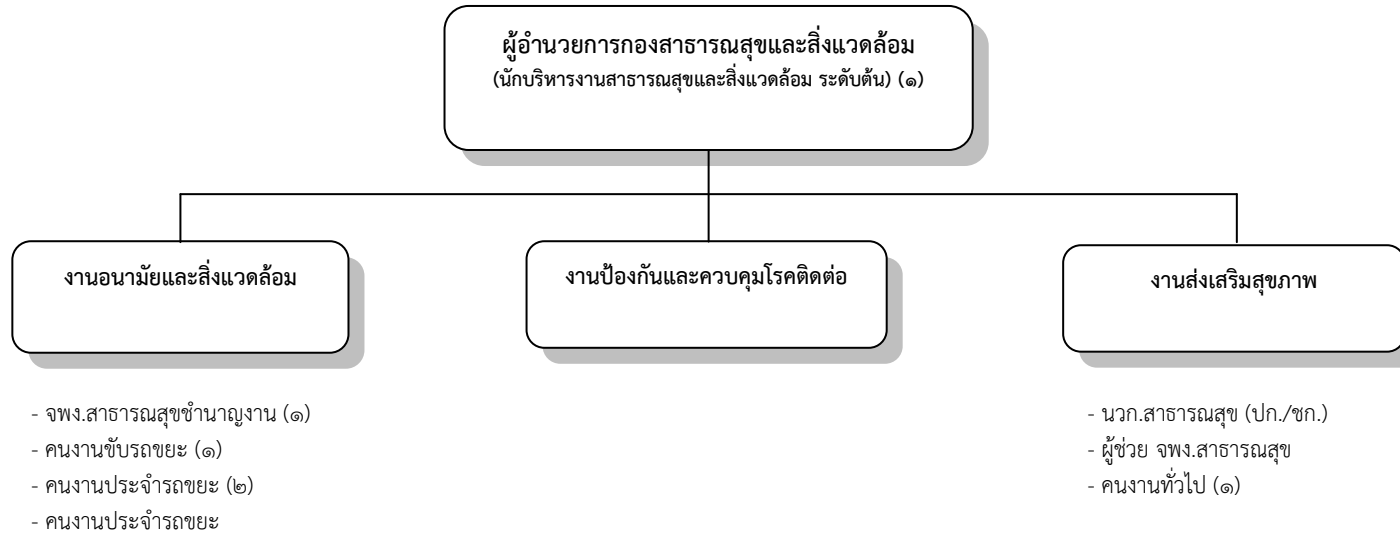 ผู้อำนวยการกองสาธารณสุขและสิ่งแวดล้อม
(นักบริหารงานสาธารณสุขและสิ่งแวดล้อม ระดับต้น) (๑)
งานอนามัยและสิ่งแวดล้อม
งานป้องกันและควบคุมโรคติดต่อ
งานส่งเสริมสุขภาพ
- จพง.สาธารณสุขชำนาญงาน (๑)
- คนงานขับรถขยะ (๑)
- คนงานประจำรถขยะ (๒)
- คนงานประจำรถขยะ
- นวก.สาธารณสุข (ปก./ชก.)
- ผู้ช่วย จพง.สาธารณสุข
- คนงานทั่วไป (๑)